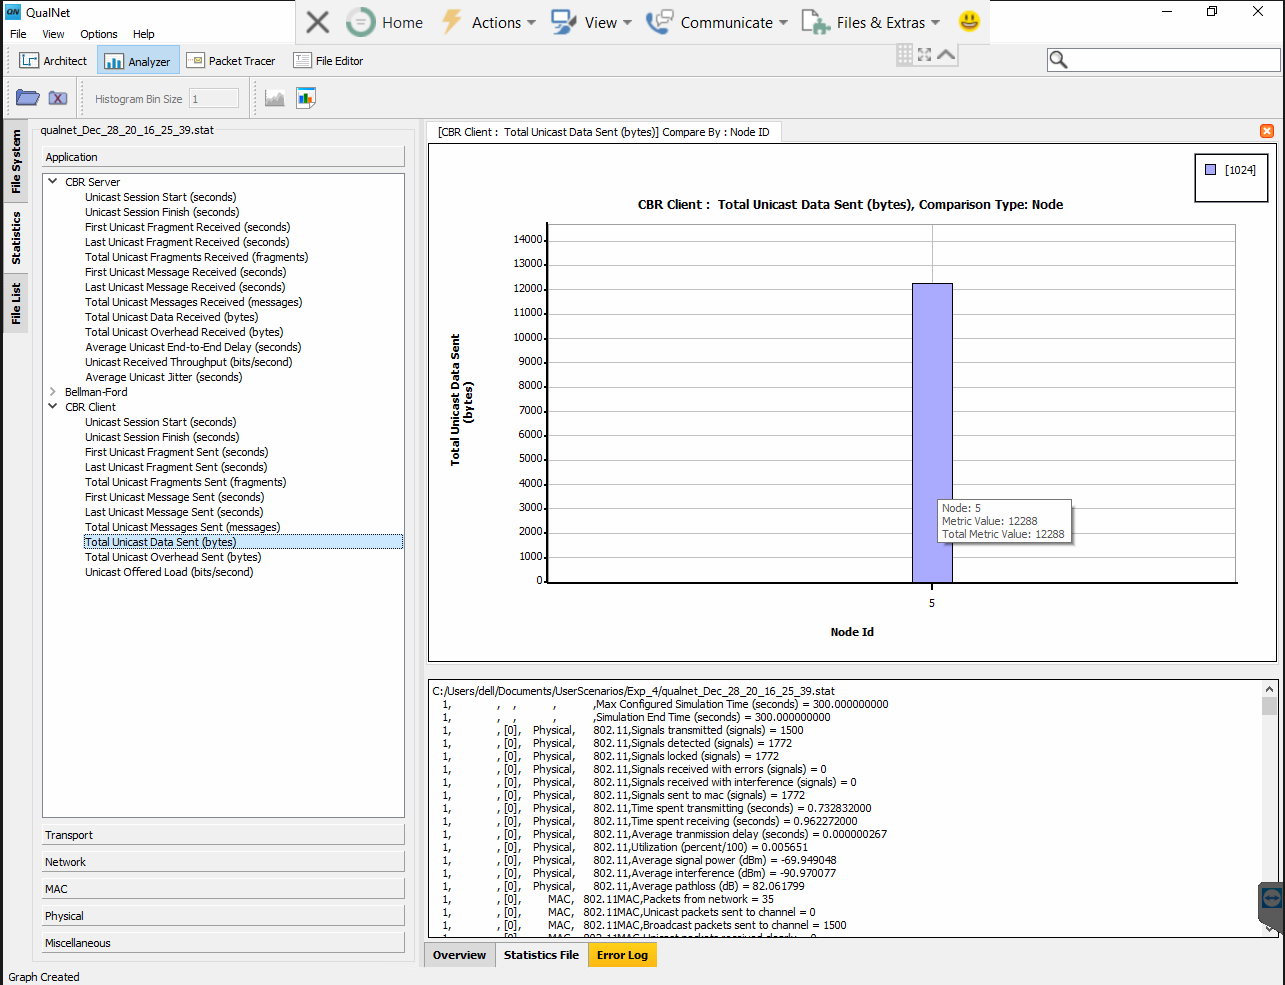 QualNet
File View Options Help
Home Actions View Communicate Files & Extras
Architect Analyzer Packet Tracer File Editor
Histogram Bin Size 1
File System
Statistics
File List
qualnet_Dec_28_20_16_25_39.stat
Application
CBR Server
Unicast Session Start (seconds)
Unicast Session Finish (seconds)
First Unicast Fragment Received (seconds)
Last Unicast Fragment Received (seconds)
Total Unicast Fragments Received (fragments)
First Unicast Message Received (seconds)
Last Unicast Message Received (seconds)
Total Unicast Messages Received (messages)
Total Unicast Data Received (bytes)
Total Unicast Overhead Received (bytes)
Average Unicast End-to-End Delay (seconds)
Unicast Received Throughput (bits/second)
Average Unicast Jitter (seconds)
Bellman-Ford
CBR Client
Unicast Session Start (seconds)
Unicast Session Finish (seconds)
First Unicast Fragment Sent (seconds)
Last Unicast Fragment Sent (seconds)
Total Unicast Fragments Sent (fragments)
First Unicast Message Sent (seconds)
Last Unicast Message Sent (seconds)
Total Unicast Messages Sent (messages)
Total Unicast Data Sent (bytes)
Total Unicast Overhead Sent (bytes)
Unicast Offered Load (bits/second)
Transport
Network
MAC
Physical
Miscellaneous
Graph Created
[CBR Client : Total Unicast Data Sent (bytes)] Compare By : Node ID
[1024]
CBR Client : Total Unicast Data Sent (bytes), Comparison Type: Node
14000
13000
12000
11000
10000
9000
8000
7000
6000
5000
4000
3000
2000
1000
0
Total Unicast Data Sent
(bytes)
Node: 5
Metric Value: 12288
Total Metric Value: 12288
5
Node Id
C:/Users/dell/Documents/UserScenarios/Exp_4/qualnet_Dec_28_20_16_25_39.stat
1, , , , ,Max Configured Simulation Time (seconds) = 300.000000000
1, , , , ,Simulation End Time (seconds) = 300.000000000
1, , [0], Physical, 802.11,Signals transmitted (signals) = 1500
1, , [0], Physical, 802.11,Signals detected (signals) = 1772
1, , [0], Physical, 802.11,Signals locked (signals) = 1772
1, , [0], Physical, 802.11,Signals received with errors (signals) = 0
1, , [0], Physical, 802.11,Signals received with interference (signals) = 0
1, , [0], Physical, 802.11,Signals sent to mac (signals) = 1772
1, , [0], Physical, 802.11,Time spent transmitting (seconds) = 0.732832000
1, , [0], Physical, 802.11,Time spent receiving (seconds) = 0.962272000
1, , [0], Physical, 802.11,Average tranmission delay (seconds) = 0.000000267
1, , [0], Physical, 802.11,Utilization (percent/100) = 0.005651
1, , [0], Physical, 802.11,Average signal power (dBm) = -69.949048
1, , [0], Physical, 802.11,Average interference (dBm) = -90.970077
1, , [0], Physical, 802.11,Average pathloss (dB) = 82.061799
1, , [0], MAC, 802.11MAC,Packets from network = 35
1, , [0], MAC, 802.11MAC,Unicast packets sent to channel = 0
1, , [0], MAC, 802.11MAC,Broadcast packets sent to channel = 1500
Overview Statistics File Error Log